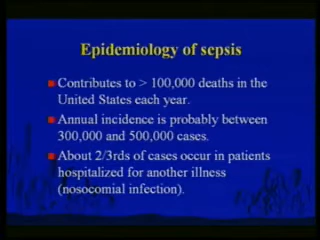 Epidemiology of sepsis
Contributes to > 100,000 deaths in the
United States each year.
Annual incidence is probably between
300,000 and 500,000 cases.
About 2/3rds of cases occur in patients
hospitalized for another illness
(nosocomial infection).